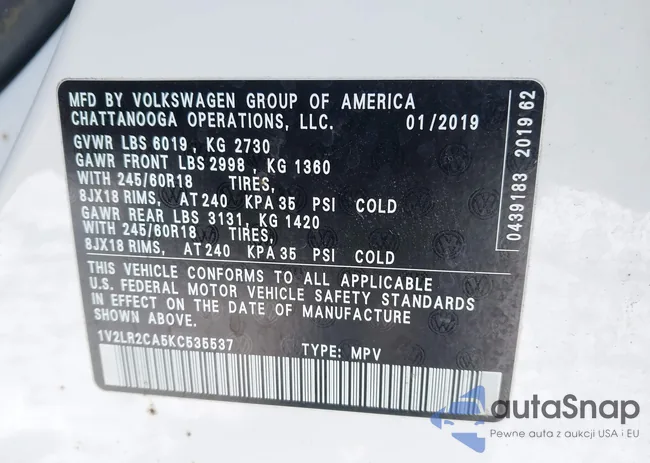 MFD BY VOLKSWAGEN GROUP OF AMERICA
CHATTANOOGA OPERATIONS, LLC. 01/2019
GVWR LBS 6019, KG 2730
GAWR FRONT LBS 2998, KG 1360
WITH 245/60R18 TIRES,
8JX18 RIMS, AT 240 KPA 35 PSI COLD
GAWR REAR LBS 3131, KG 1420
WITH 245/60R18 TIRES,
8JX18 RIMS, AT 240 KPA 35 PSI COLD
THIS VEHICLE CONFORMS TO ALL APPLICABLE
U.S. FEDERAL MOTOR VEHICLE SAFETY STANDARDS
IN EFFECT ON THE DATE OF MANUFACTURE
SHOWN ABOVE.
1V2LR2CA5KC535537 TYPE: MPV
0439183 2019 62
autaSnap
Pewne auta z aukcji USA i EU